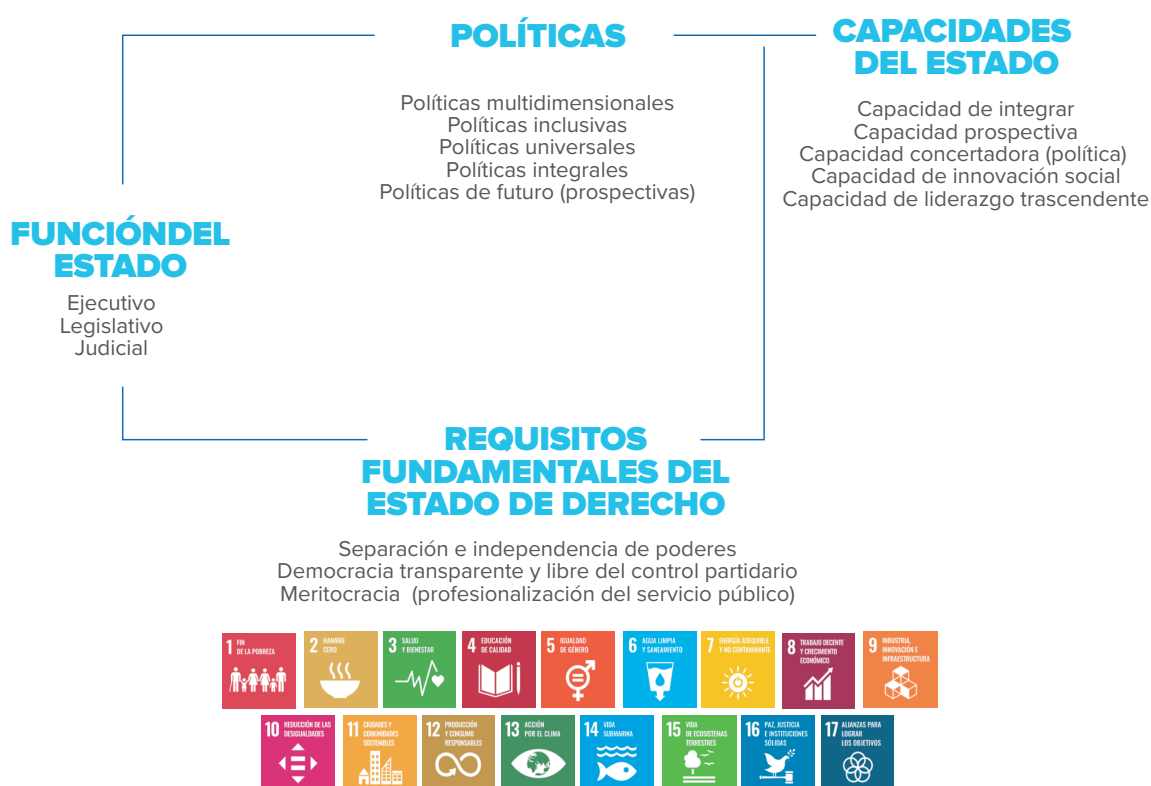 POLÍTICAS
Políticas multidimensionales
Políticas inclusivas
Políticas universales
Políticas integrales
Políticas de futuro (prospectivas)
CAPACIDADES
DEL ESTADO
Capacidad de integrar
Capacidad prospectiva
Capacidad concertadora (política)
Capacidad de innovación social
Capacidad de liderazgo trascendente
FUNCIÓNDEL
ESTADO
Ejecutivo
Legislativo
Judicial
REQUISITOS
FUNDAMENTALES DEL
ESTADO DE DERECHO
Separación e independencia de poderes
Democracia transparente y libre del control partidario
Meritocracia (profesionalización del servicio público)
1 FIN
DE LA POBREZA
2 HAMBRE
CERO
3 SALUD
Y BIENESTAR
4 EDUCACIÓN
DE CALIDAD
5 IGUALDAD
DE GÉNERO
6 AGUA LIMPIA
Y SANEAMIENTO
7 ENERGÍA ASEQUIBLE
Y NO CONTAMINANTE
8 TRABAJO DECENTE
Y CRECIMIENTO
ECONÓMICO
9 INDUSTRIA,
INNOVACIÓN E
INFRAESTRUCTURA
10 REDUCCIÓN DE LAS
DESIGUALDADES
11 CIUDADES Y
COMUNIDADES
SOSTENIBLES
12 PRODUCCIÓN
Y CONSUMO
RESPONSABLES
13 ACCIÓN
POR EL CLIMA
14 VIDA
SUBMARINA
15 VIDA
DE ECOSISTEMAS
TERRESTRES
16 PAZ, JUSTICIA
E INSTITUCIONES
SÓLIDAS
17 ALIANZAS PARA
LOGRAR
LOS OBJETIVOS